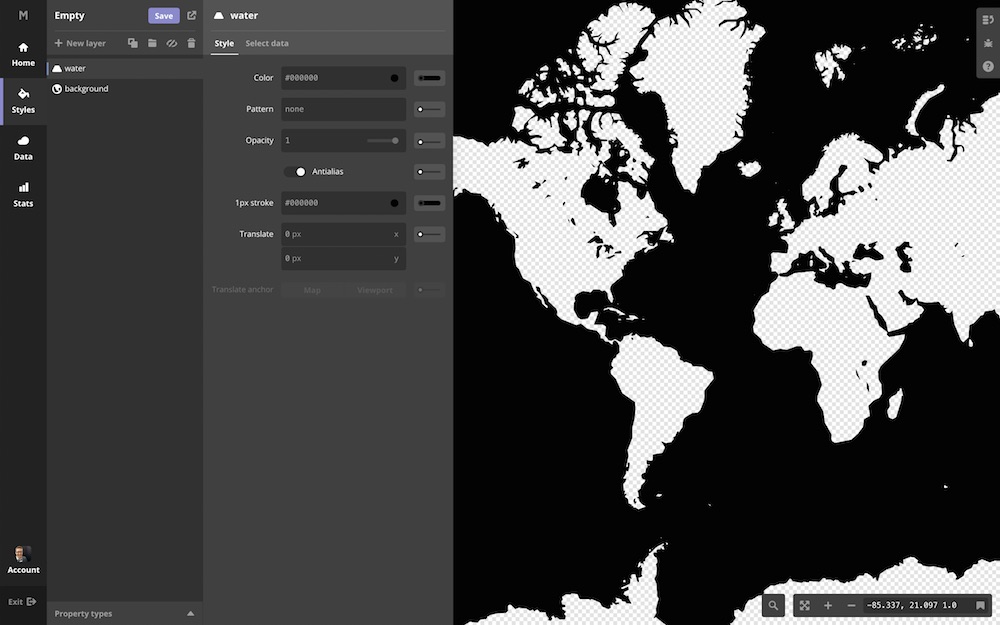 M
Home
Styles
Data
Stats
Account
Exit
Empty
Save
+ New layer
water
background
Property types
water
Style
Select data
Color #000000
Pattern none
Opacity 1
Antialias
1px stroke #000000
Translate 0 px x
0 px y
Translate anchor Map Viewport
?
-85.337, 21.097 1.0